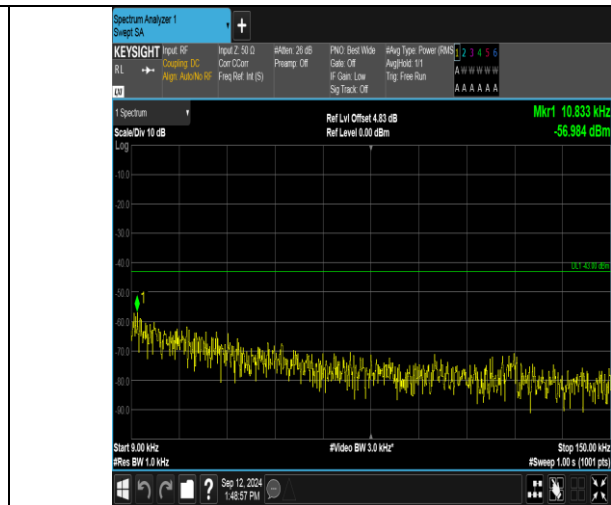 Spectrum Analyzer 1
Swept SA
+
KEYSIGHT Input: RF Input Z: 50 Ω #Atten: 26 dB PNO: Best Wide #Avg Type: Power (RMS 1 2 3 4 5 6
RL Coupling: DC Corr CCorr Preamp: Off Gate: Off Avg|Hold: 1/1 A W W W W W
Align: Auto/No RF Freq Ref: Int (S) IF Gain: Low Trig: Free Run
LXI Sig Track: Off A A A A A A
1 Spectrum Ref Lvl Offset 4.83 dB Mkr1 10.833 kHz
Scale/Div 10 dB Ref Level 0.00 dBm -56.984 dBm
Log
-10.0
-20.0
-30.0
-40.0
DL1 -43.00 dBm
-50.0
1
-60.0
-70.0
-80.0
-90.0
Start 9.00 kHz #Video BW 3.0 kHz* Stop 150.00 kHz
#Res BW 1.0 kHz #Sweep 1.00 s (1001 pts)
? Sep 12, 2024
1:48:57 PM